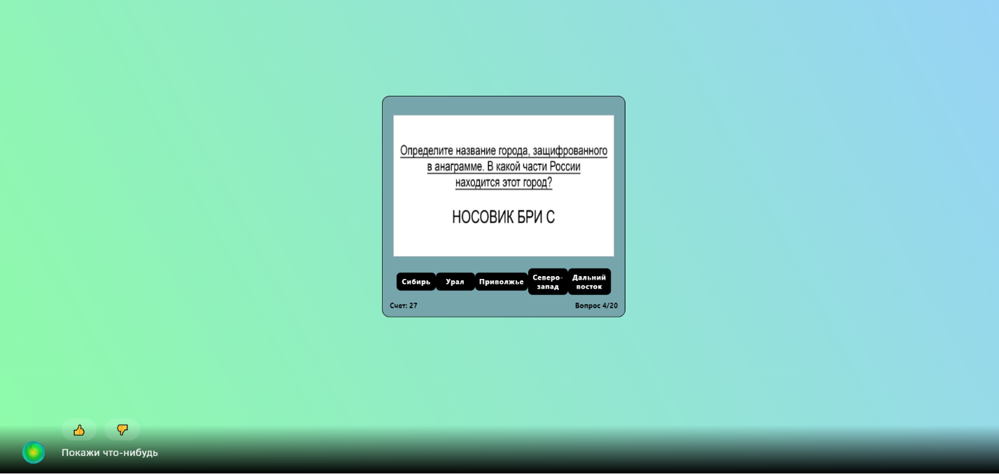 Определите название города, защифрованного
в анаграмме. В какой части России
находится этот город?
НОСОВИК БРИ С
Сибирь
Урал
Приволжье
Северо-
запад
Дальний
восток
Счет: 27
Вопрос 4/20
Покажи что-нибудь